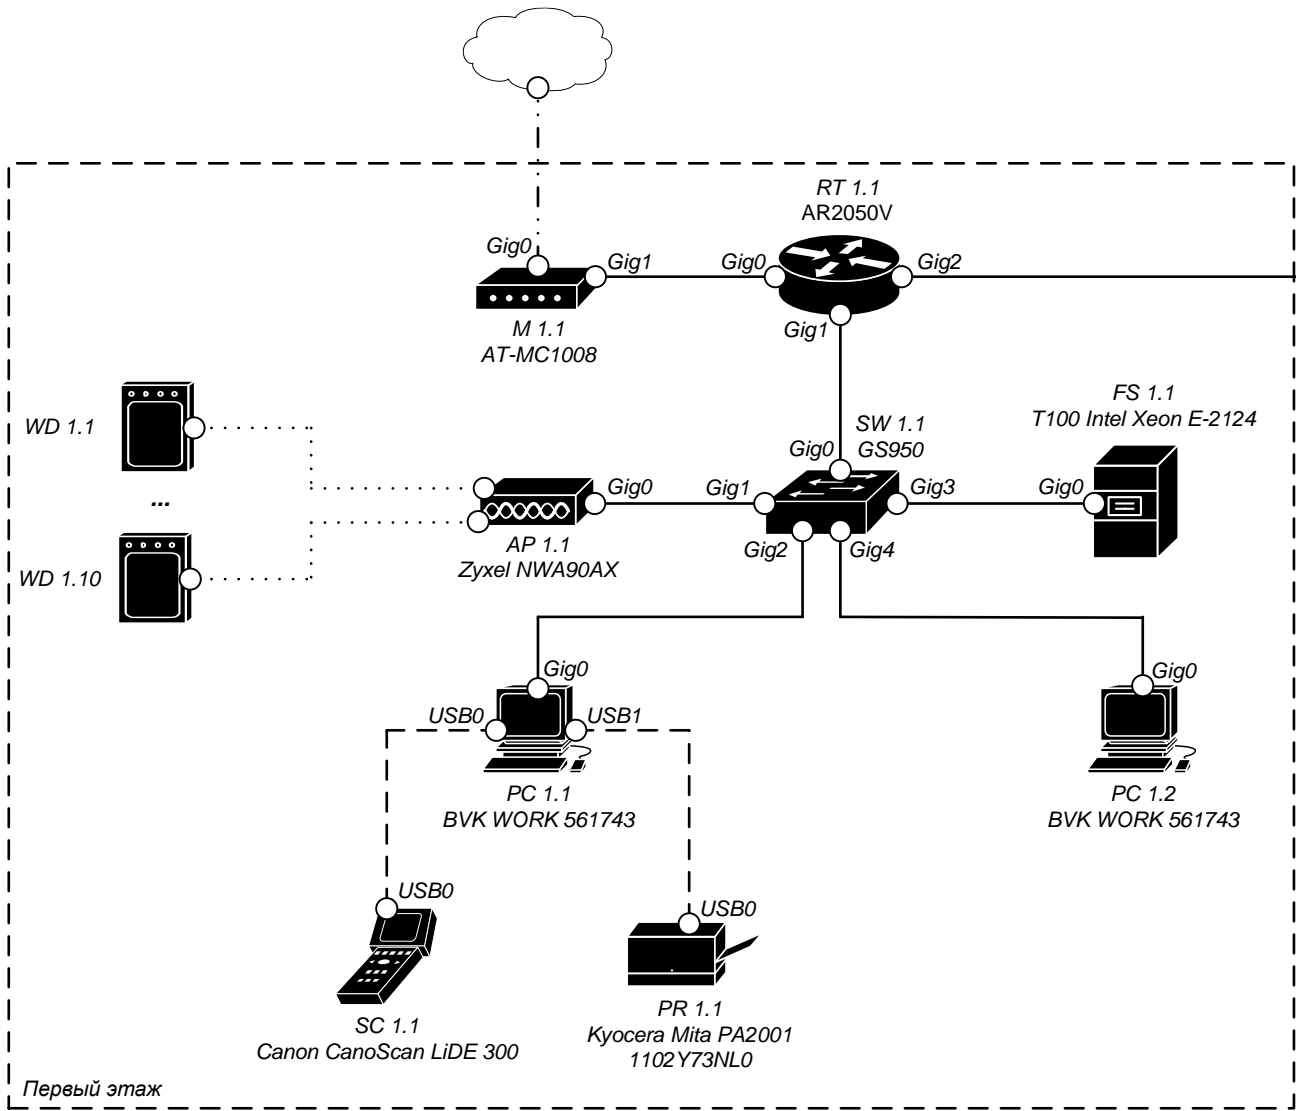 RT 1.1
AR2050V
Gig0
Gig1
Gig0
Gig2
Gig1
M 1.1
AT-MC1008
WD 1.1
...
WD 1.10
FS 1.1
T100 Intel Xeon E-2124
SW 1.1
GS950
Gig0
Gig0
Gig1
Gig3
Gig0
Gig2
Gig4
AP 1.1
Zyxel NWA90AX
Gig0
USB0
USB1
PC 1.1
BVK WORK 561743
Gig0
PC 1.2
BVK WORK 561743
USB0
SC 1.1
Canon CanoScan LiDE 300
USB0
PR 1.1
Kyocera Mita PA2001
1102Y73NL0
Первый этаж